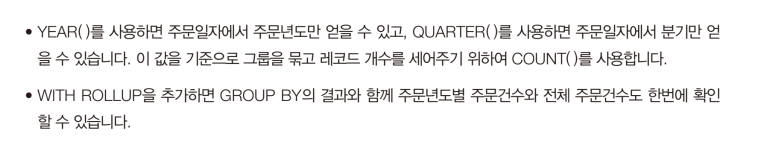 • YEAR( )를 사용하면 주문일자에서 주문년도만 얻을 수 있고, QUARTER( )를 사용하면 주문일자에서 분기만 얻
을 수 있습니다. 이 값을 기준으로 그룹을 묶고 레코드 개수를 세어주기 위하여 COUNT( )를 사용합니다.
• WITH ROLLUP을 추가하면 GROUP BY의 결과와 함께 주문년도별 주문건수와 전체 주문건수도 한번에 확인
할 수 있습니다.